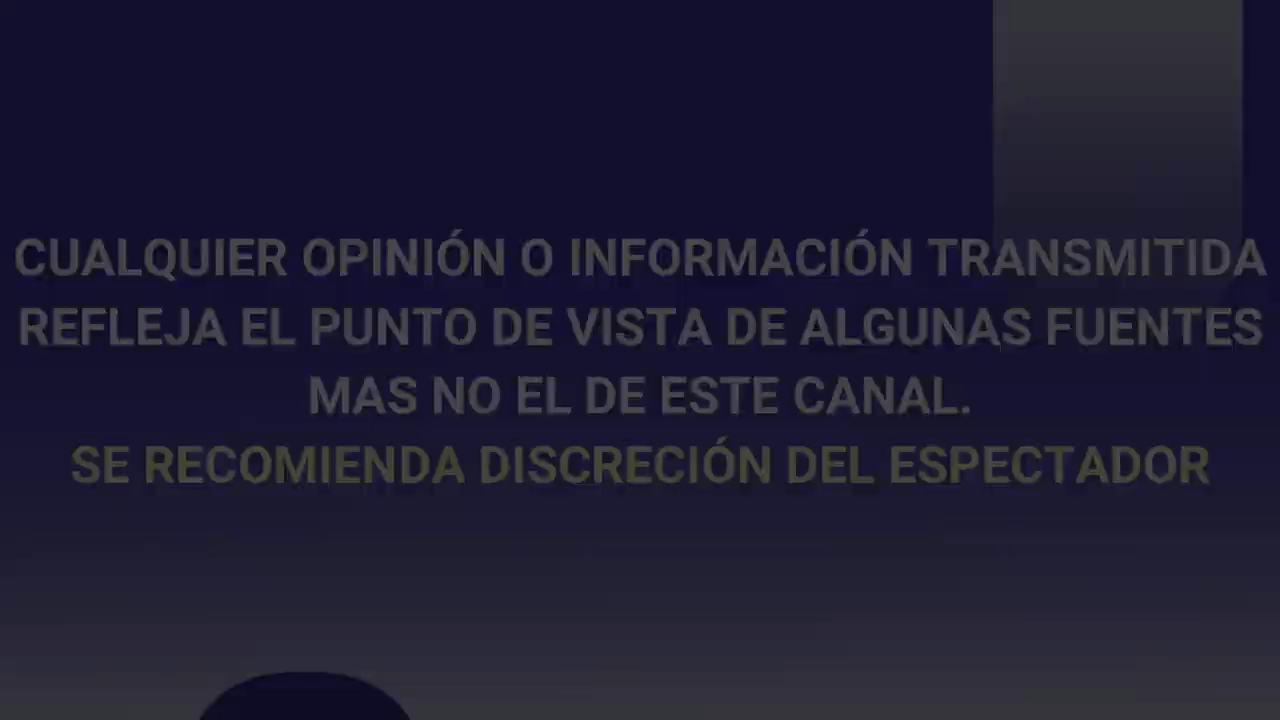 CUALQUIER OPINIÓN O INFORMACIÓN TRANSMITIDA
REFLEJA EL PUNTO DE VISTA DE ALGUNAS FUENTES
MAS NO EL DE ESTE CANAL.
SE RECOMIENDA DISCRECIÓN DEL ESPECTADOR